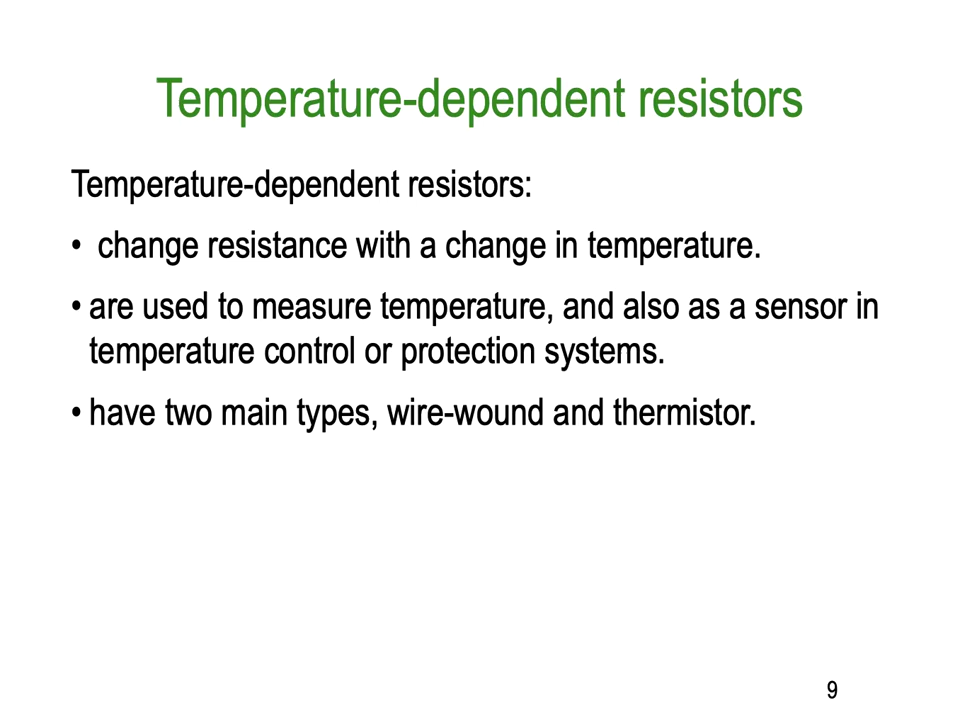 Temperature-dependent resistors
Temperature-dependent resistors:
• change resistance with a change in temperature.
• are used to measure temperature, and also as a sensor in
temperature control or protection systems.
• have two main types, wire-wound and thermistor.
9